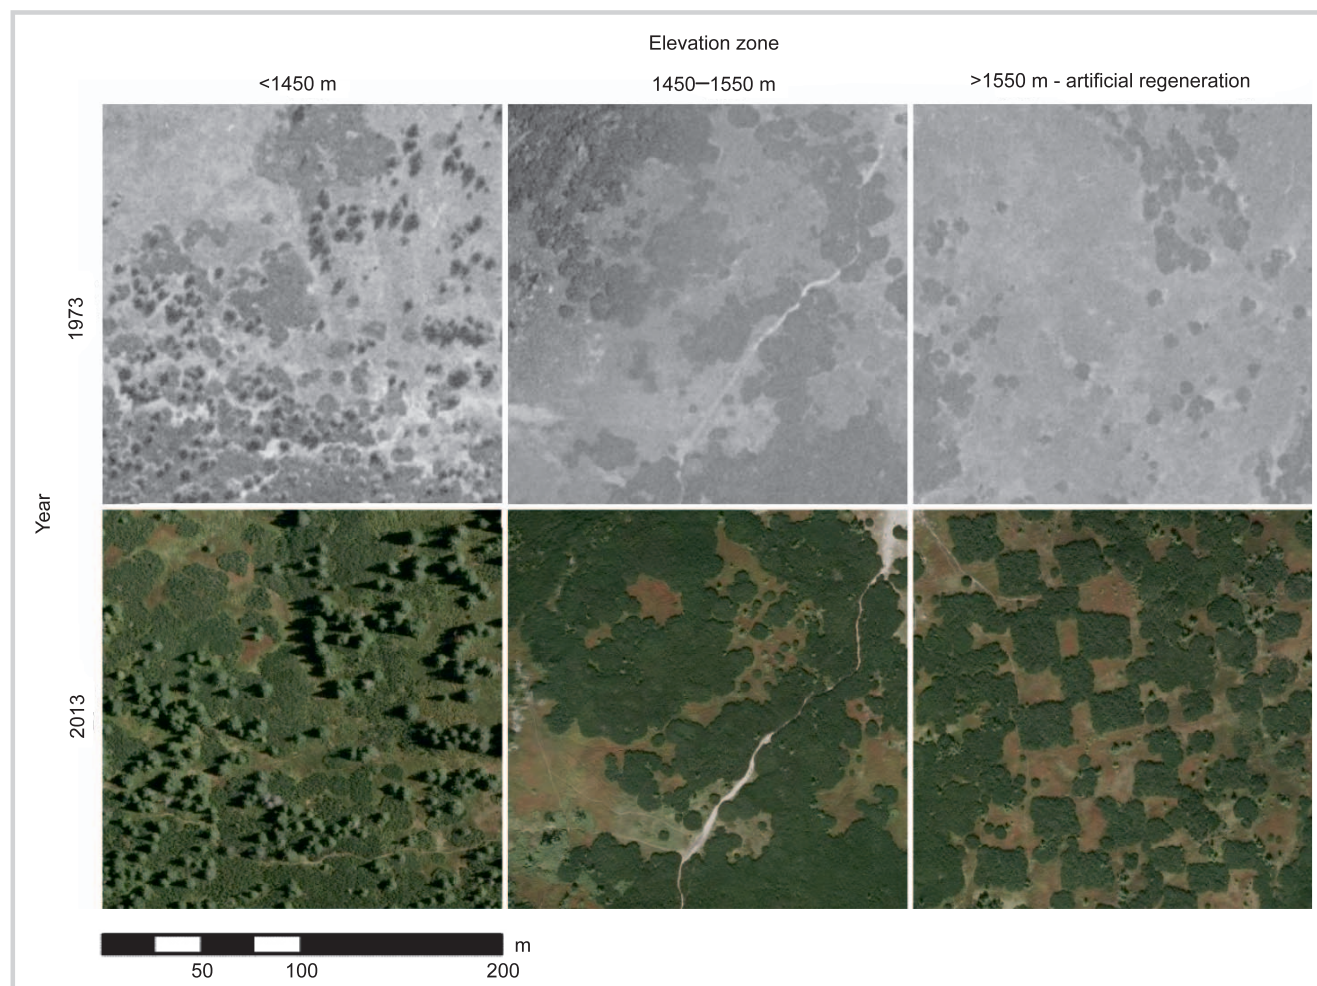 Elevation zone
<1450 m
1450–1550 m
>1550 m - artificial regeneration
1973
Year
2013
m
50
100
200